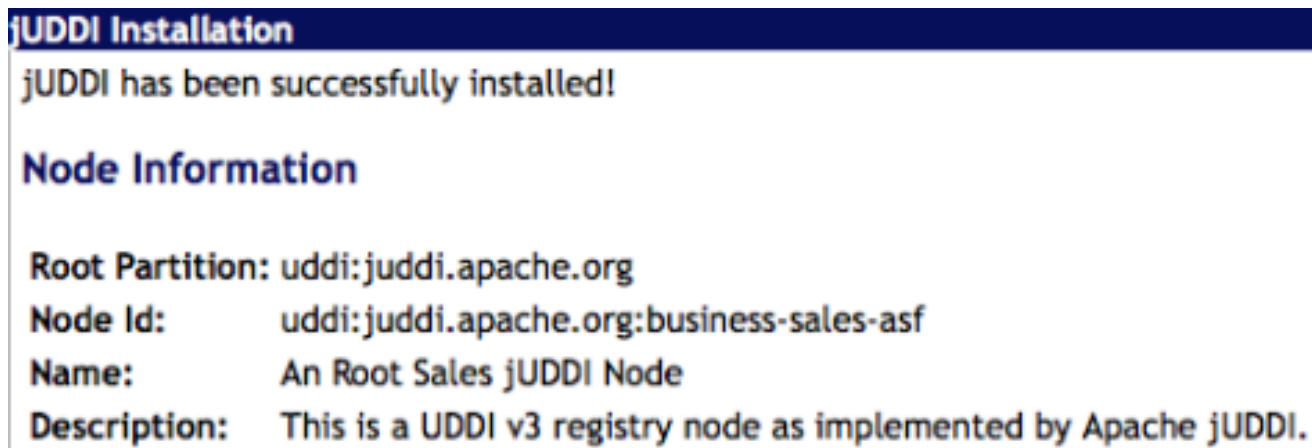 jUDDI Installation
jUDDI has been successfully installed!
Node Information
Root Partition: uddi:juddi.apache.org
Node Id: uddi:juddi.apache.org:business-sales-asf
Name: An Root Sales jUDDI Node
Description: This is a UDDI v3 registry node as implemented by Apache jUDDI.